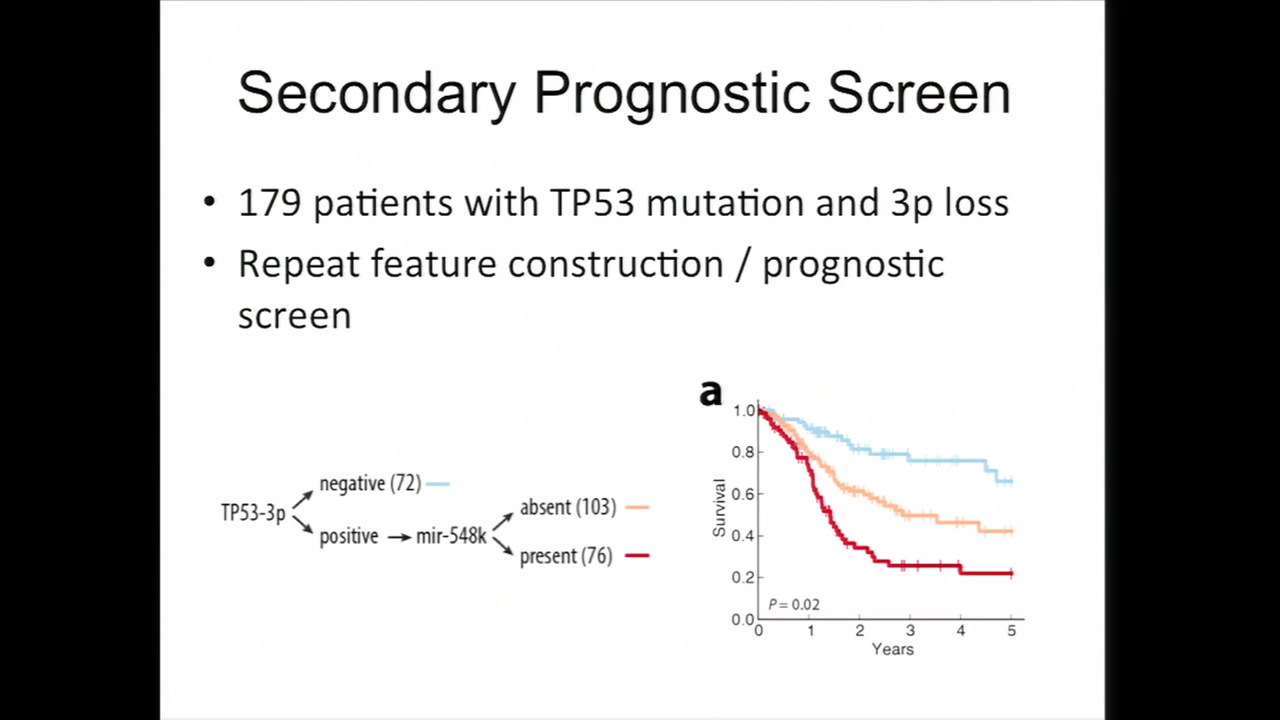 Secondary Prognostic Screen
• 179 patients with TP53 mutation and 3p loss
• Repeat feature construction / prognostic
screen
TP53-3p
negative (72)
positive
mir-548k
absent (103)
present (76)
a
Survival
1.0
0.8
0.6
0.4
0.2
0.0
P = 0.02
0 1 2 3 4 5
Years